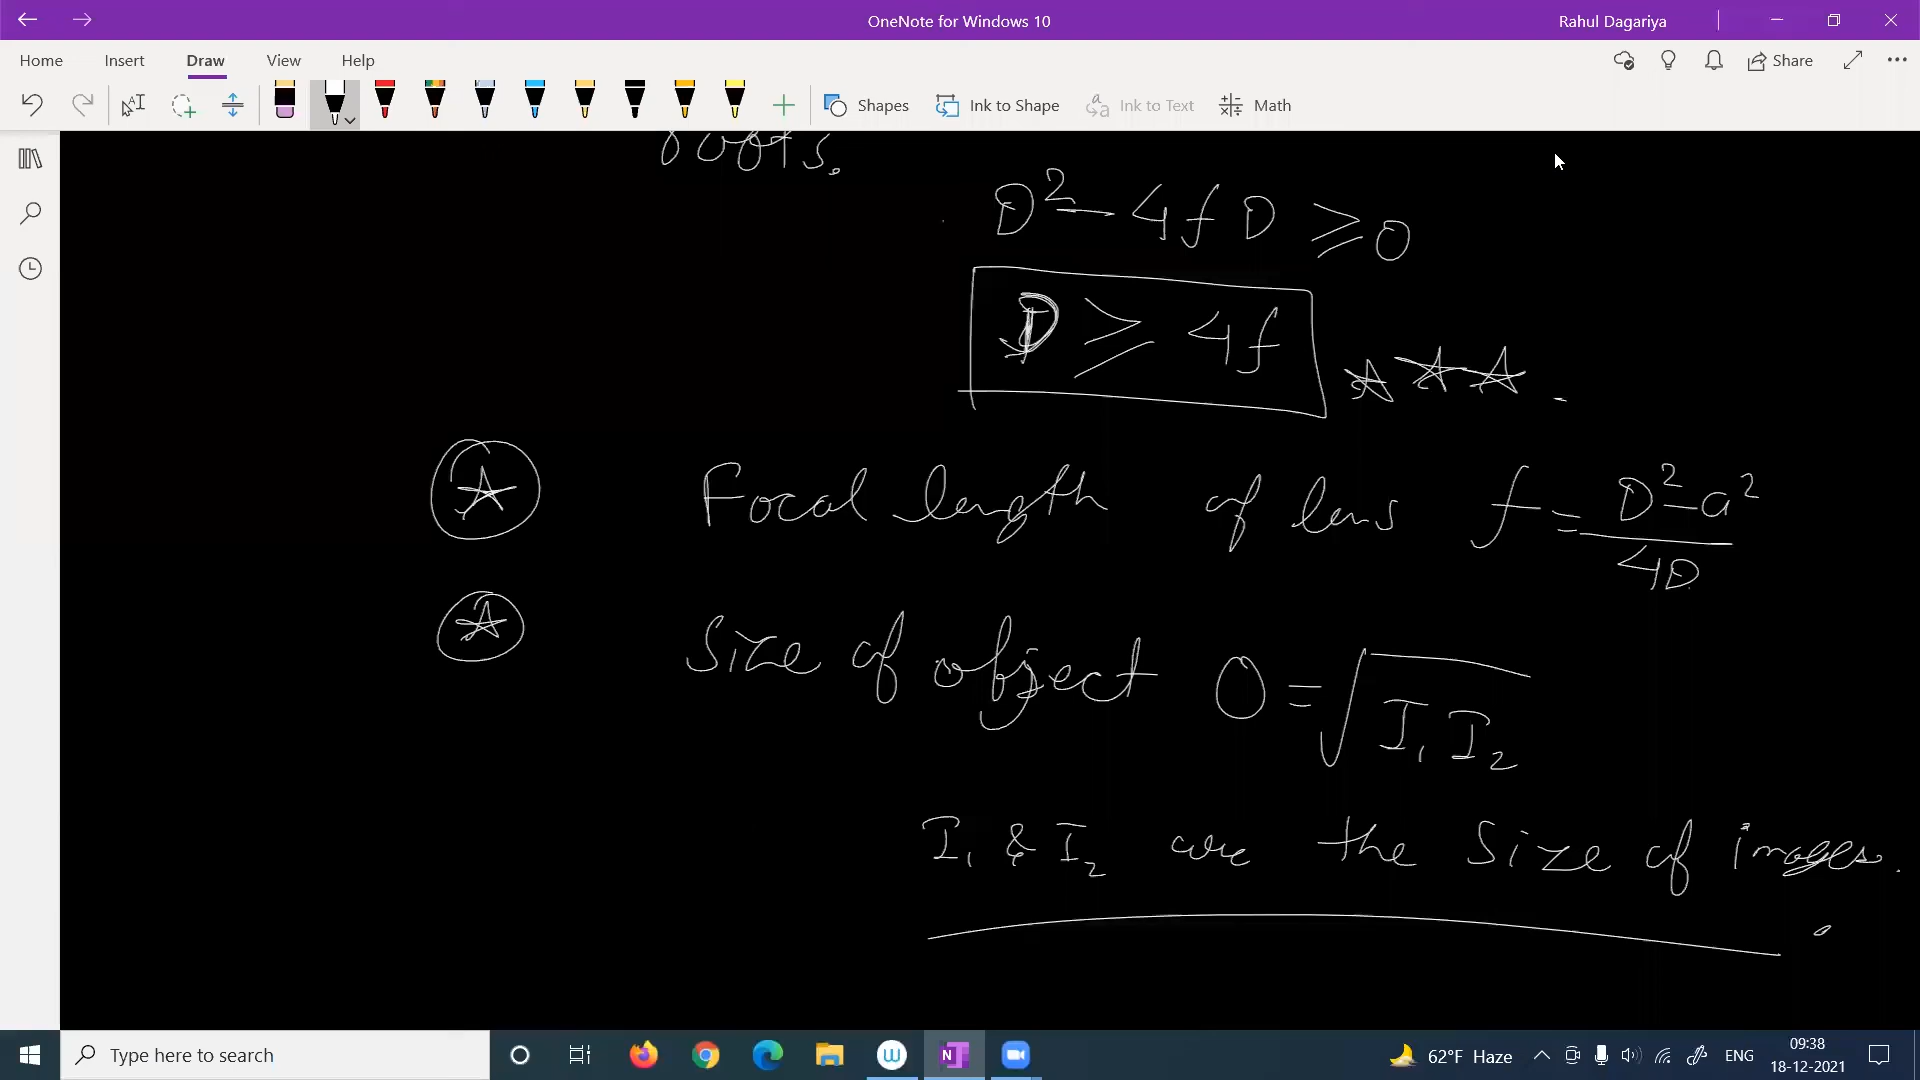 OneNote for Windows 10
Rahul Dagariya
Home Insert Draw View Help
Share
Shapes Ink to Shape Ink to Text Math
roots.
D² - 4fD ≥ 0
D ≥ 4f
Focal length of lens f = D² - a² / 4D
Size of object O = √I₁ I₂
I₁ & I₂ are the size of images.
Type here to search
62°F Haze
ENG
09:38
18-12-2021